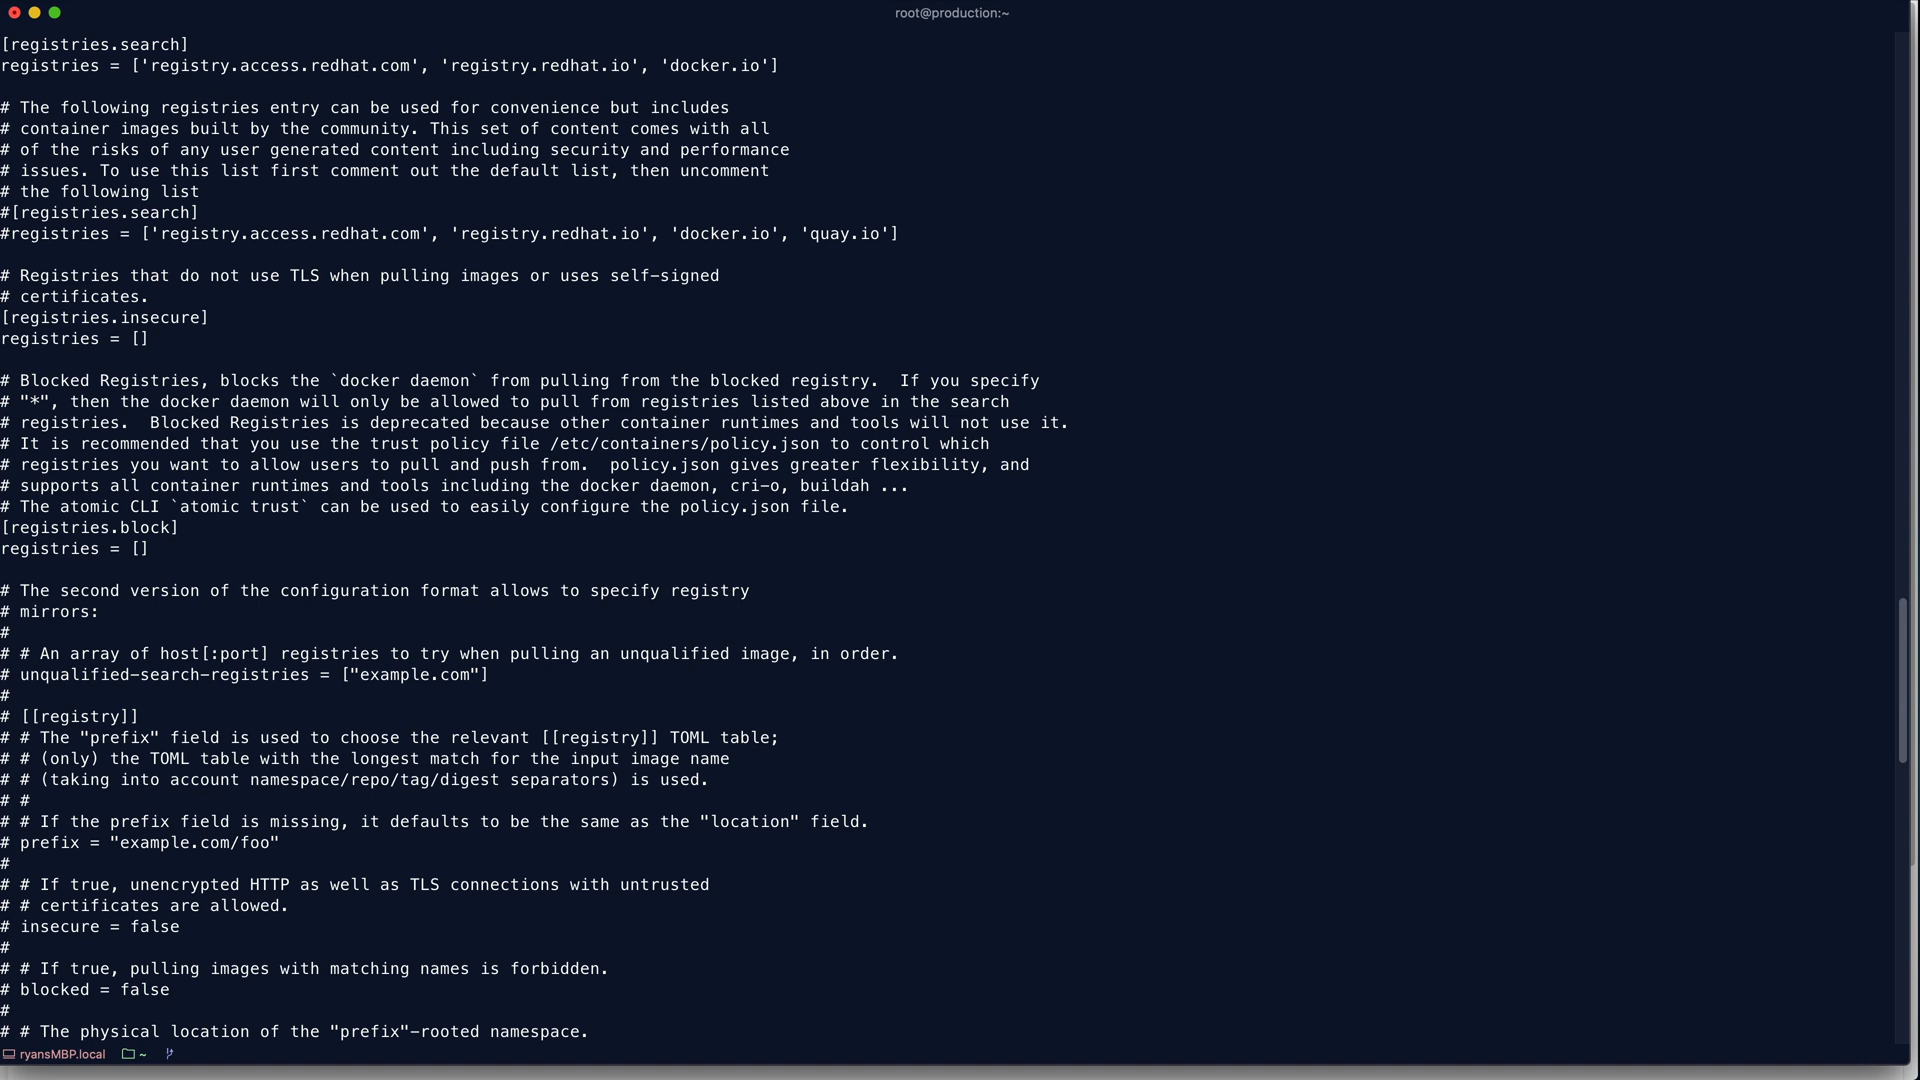 root@production:~
[registries.search]
registries = ['registry.access.redhat.com', 'registry.redhat.io', 'docker.io']
# The following registries entry can be used for convenience but includes
# container images built by the community. This set of content comes with all
# of the risks of any user generated content including security and performance
# issues. To use this list first comment out the default list, then uncomment
# the following list
#[registries.search]
#registries = ['registry.access.redhat.com', 'registry.redhat.io', 'docker.io', 'quay.io']
# Registries that do not use TLS when pulling images or uses self-signed
# certificates.
[registries.insecure]
registries = []
# Blocked Registries, blocks the `docker daemon` from pulling from the blocked registry.  If you specify
# "*", then the docker daemon will only be allowed to pull from registries listed above in the search
# registries.  Blocked Registries is deprecated because other container runtimes and tools will not use it.
# It is recommended that you use the trust policy file /etc/containers/policy.json to control which
# registries you want to allow users to pull and push from.  policy.json gives greater flexibility, and
# supports all container runtimes and tools including the docker daemon, cri-o, buildah ...
# The atomic CLI `atomic trust` can be used to easily configure the policy.json file.
[registries.block]
registries = []
# The second version of the configuration format allows to specify registry
# mirrors:
#
# # An array of host[:port] registries to try when pulling an unqualified image, in order.
# unqualified-search-registries = ["example.com"]
#
# [[registry]]
# # The "prefix" field is used to choose the relevant [[registry]] TOML table;
# # (only) the TOML table with the longest match for the input image name
# # (taking into account namespace/repo/tag/digest separators) is used.
# #
# # If the prefix field is missing, it defaults to be the same as the "location" field.
# prefix = "example.com/foo"
#
# # If true, unencrypted HTTP as well as TLS connections with untrusted
# # certificates are allowed.
# insecure = false
#
# # If true, pulling images with matching names is forbidden.
# blocked = false
#
# # The physical location of the "prefix"-rooted namespace.
ryansMBP.local ~